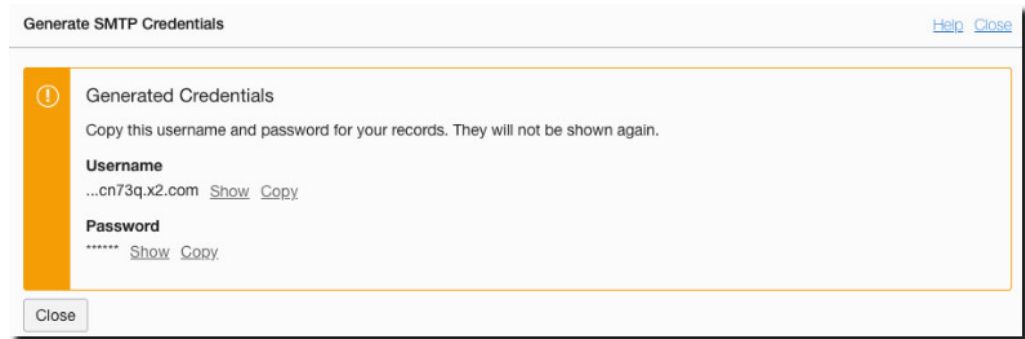 Generate SMTP Credentials Help Close
Generated Credentials
Copy this username and password for your records. They will not be shown again.
Username
...cn73q.x2.com Show Copy
Password
****** Show Copy
Close